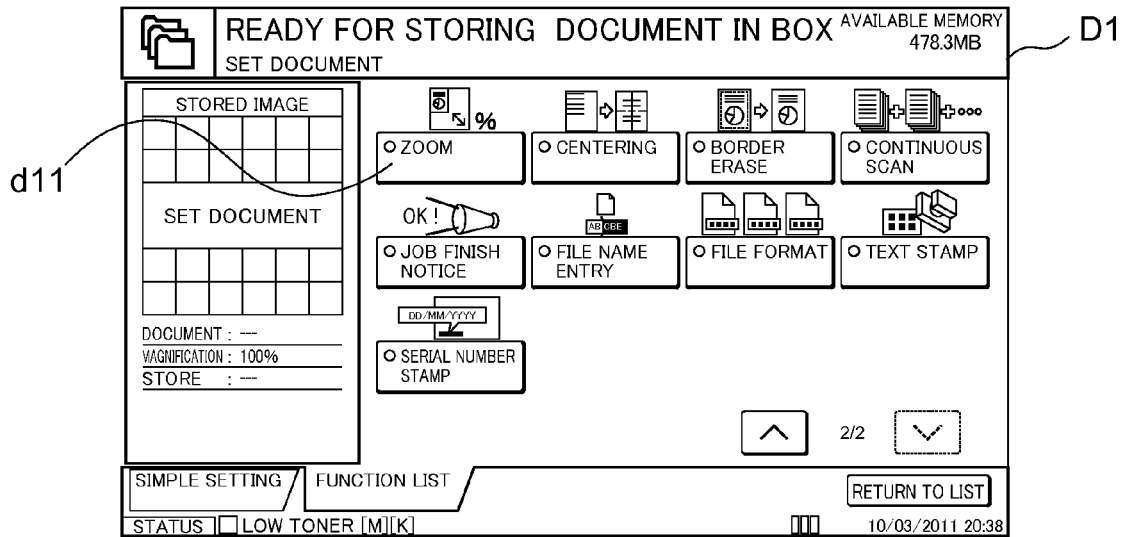 READY FOR STORING DOCUMENT IN BOX
AVAILABLE MEMORY
478.3MB
SET DOCUMENT
D1
d11
STORED IMAGE
SET DOCUMENT
DOCUMENT : ---
MAGNIFICATION : 100%
STORE : ---
%
ZOOM
CENTERING
BORDER
ERASE
CONTINUOUS
SCAN
OK!
JOB FINISH
NOTICE
AB CBE
FILE NAME
ENTRY
FILE FORMAT
TEXT STAMP
DD/MM/YYYY
SERIAL NUMBER
STAMP
2/2
SIMPLE SETTING
FUNCTION LIST
RETURN TO LIST
STATUS
LOW TONER [M][K]
10/03/2011 20:38